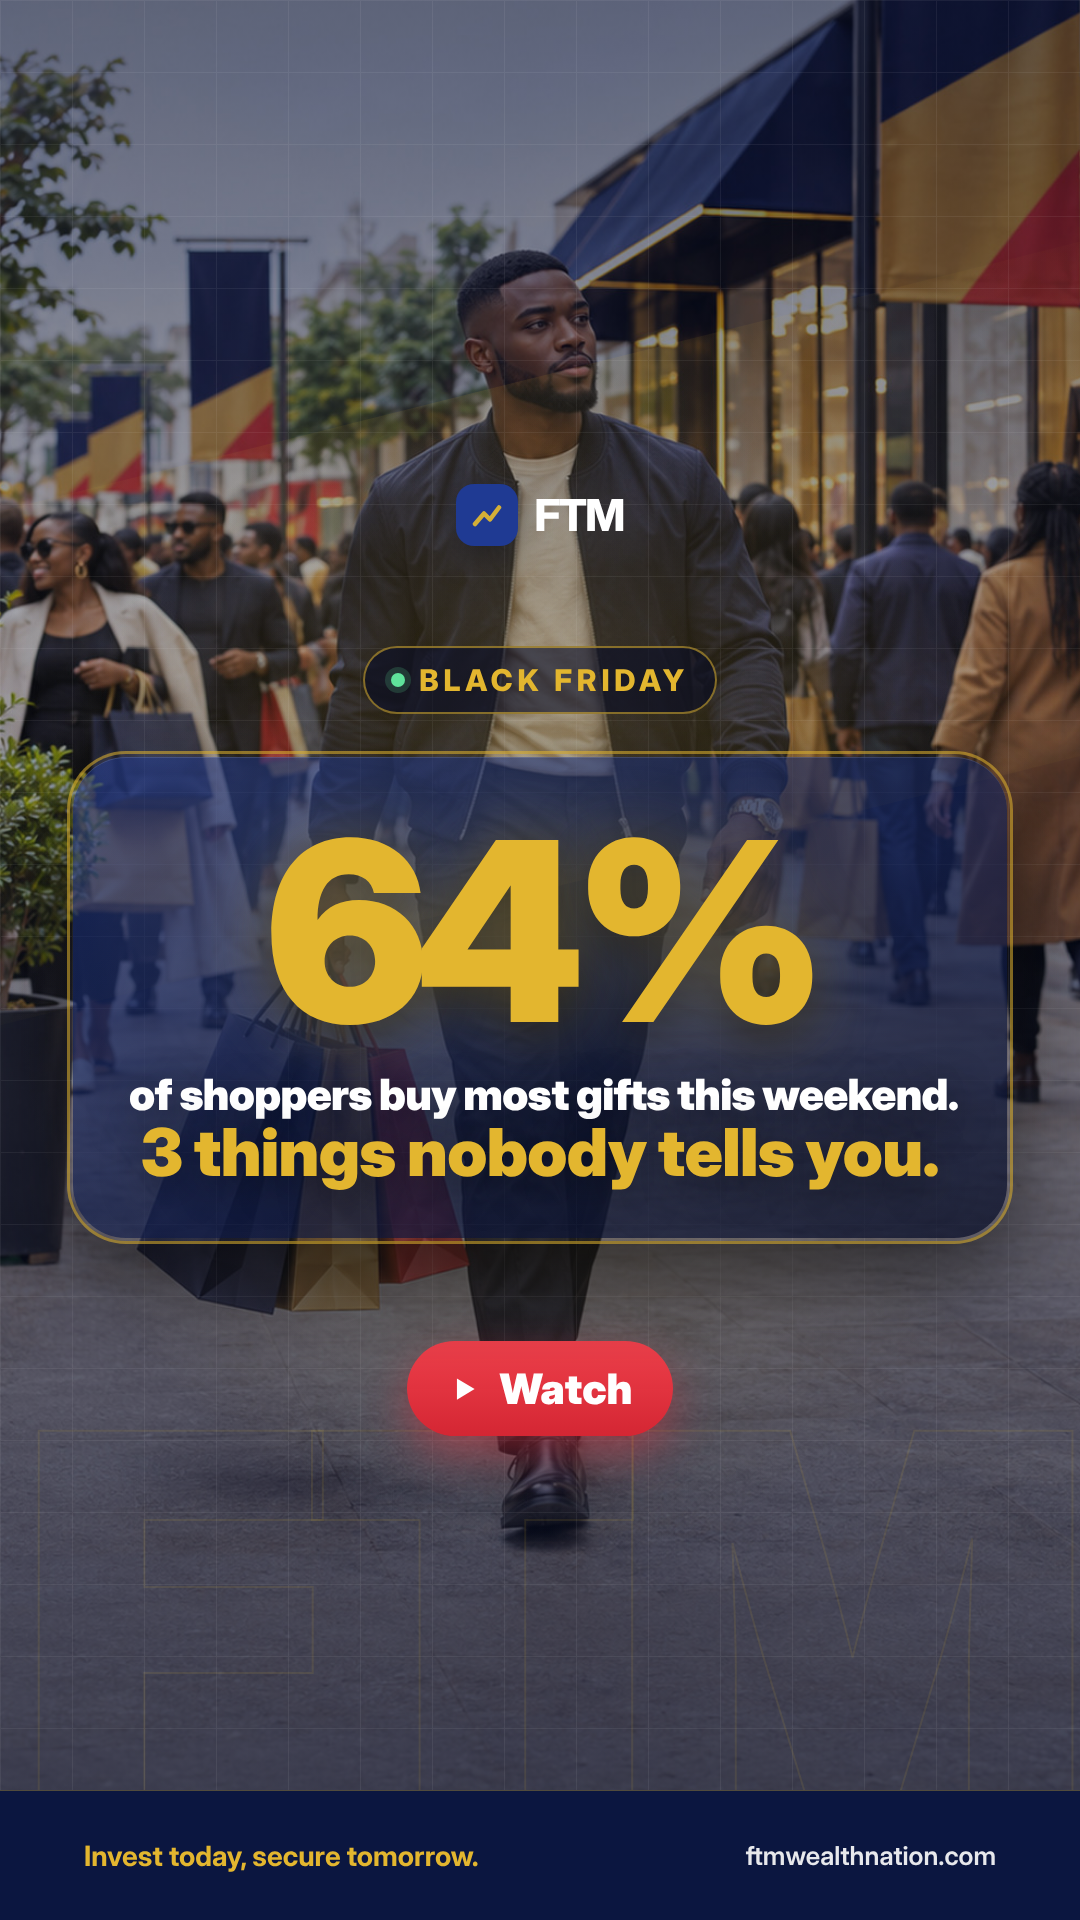 FTM
BLACK FRIDAY
64%
of shoppers buy most gifts this weekend.
3 things nobody tells you.
Watch
FTM
Invest today, secure tomorrow.
ftmwealthnation.com